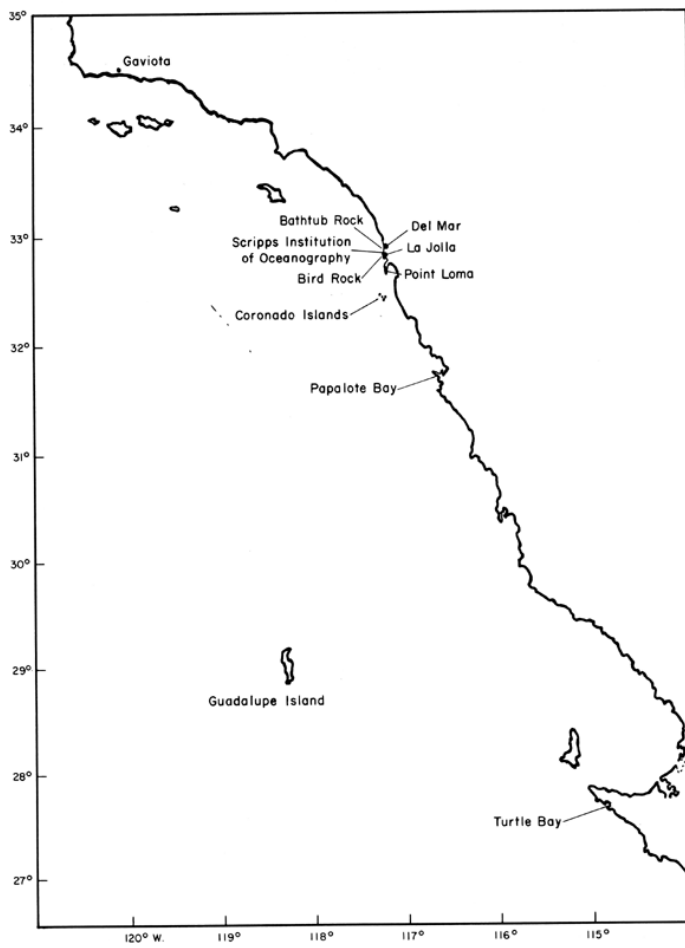 35°
Gaviota
34°
Bathtub Rock
Del Mar
33°
Scripps Institution
of Oceanography
La Jolla
Bird Rock
Point Loma
Coronado Islands
32°
Papalote Bay
31°
30°
29°
Guadalupe Island
28°
Turtle Bay
27°
120° W.
119°
118°
117°
116°
115°